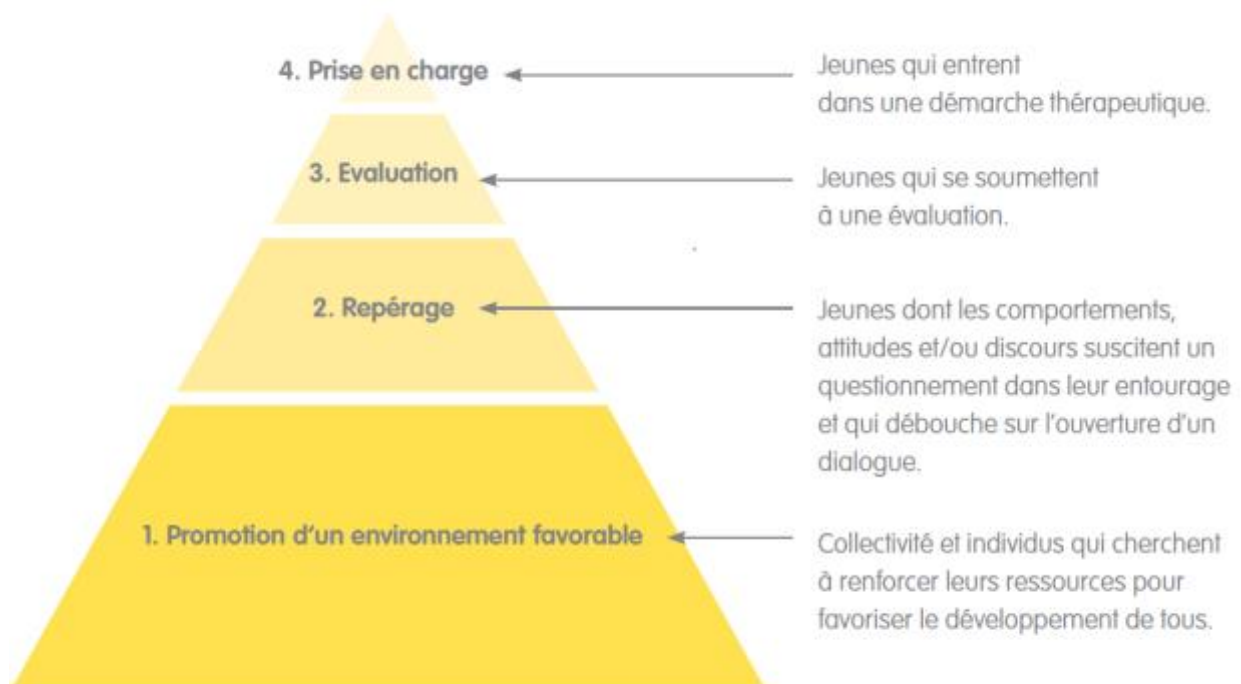 4. Prise en charge
Jeunes qui entrent
dans une démarche thérapeutique.
3. Evaluation
Jeunes qui se soumettent
à une évaluation.
2. Repérage
Jeunes dont les comportements,
attitudes et/ou discours suscitent un
questionnement dans leur entourage
et qui débouche sur l'ouverture d'un
dialogue.
1. Promotion d'un environnement favorable
Collectivité et individus qui cherchent
à renforcer leurs ressources pour
favoriser le développement de tous.